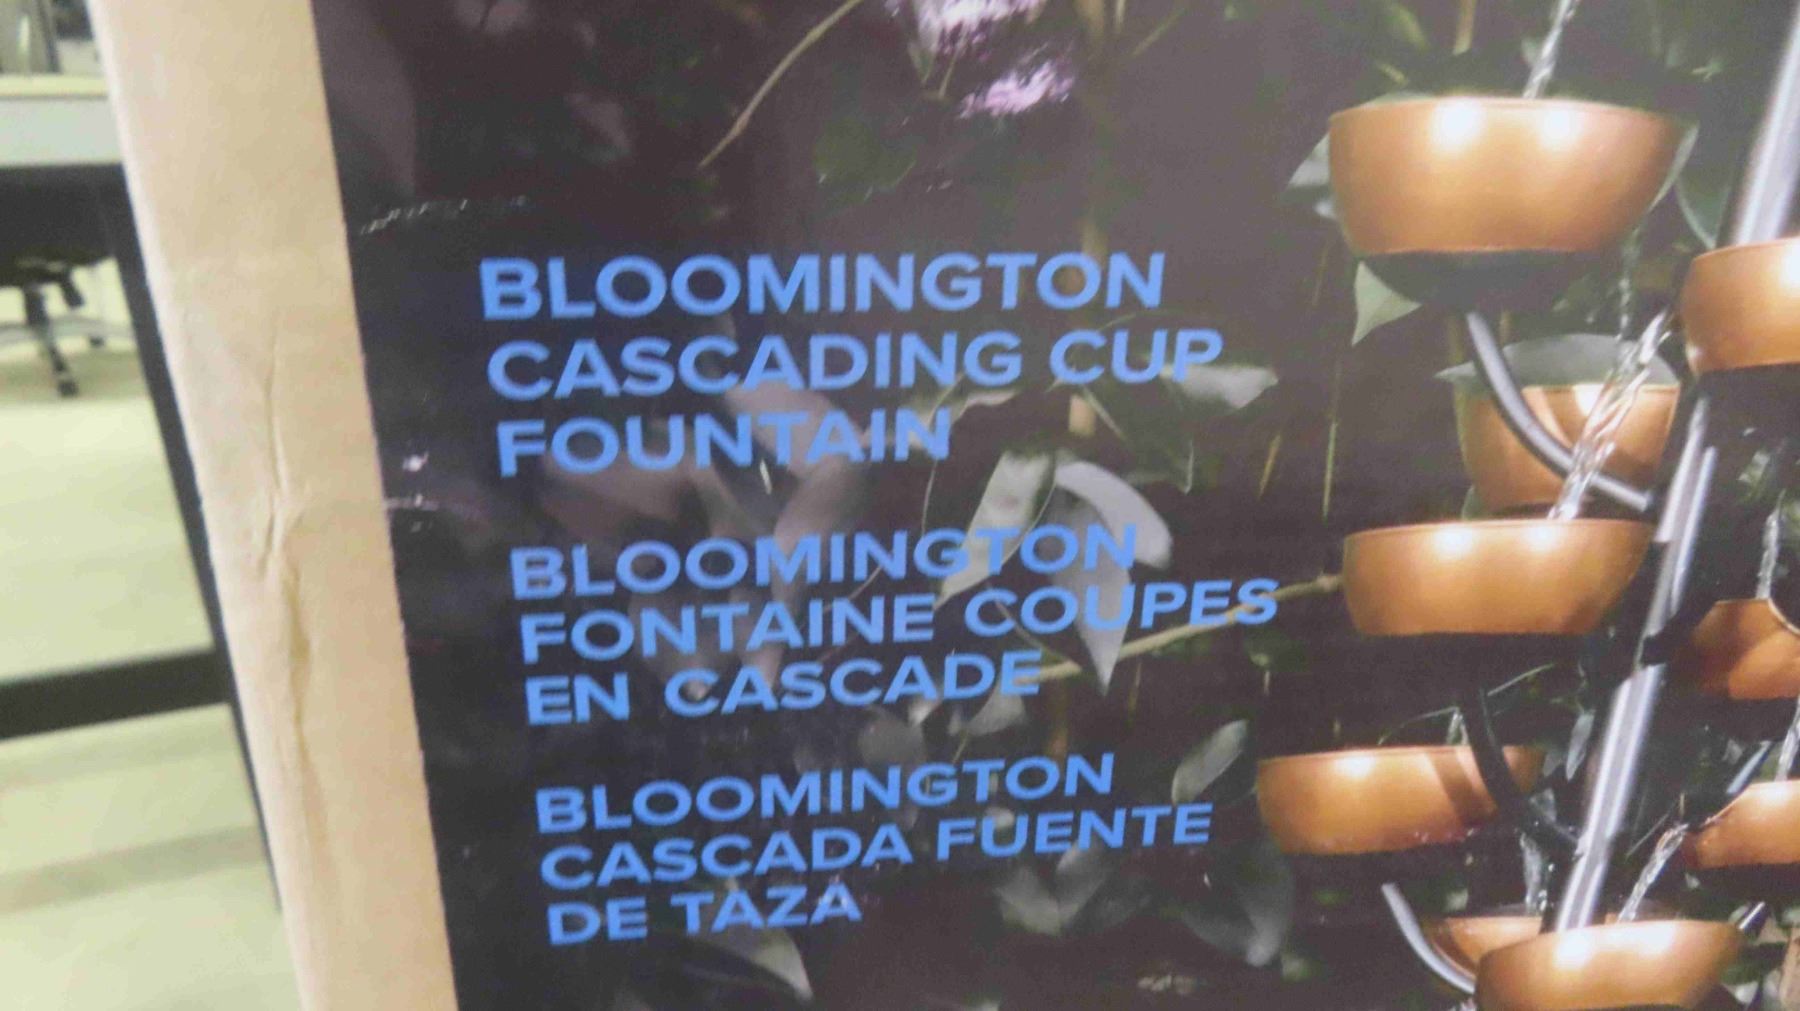 BLOOMINGTON
CASCADING CUP
FOUNTAIN
BLOOMINGTON
FONTAINE COUPES
EN CASCADE
BLOOMINGTON
CASCADA FUENTE
DE TAZA